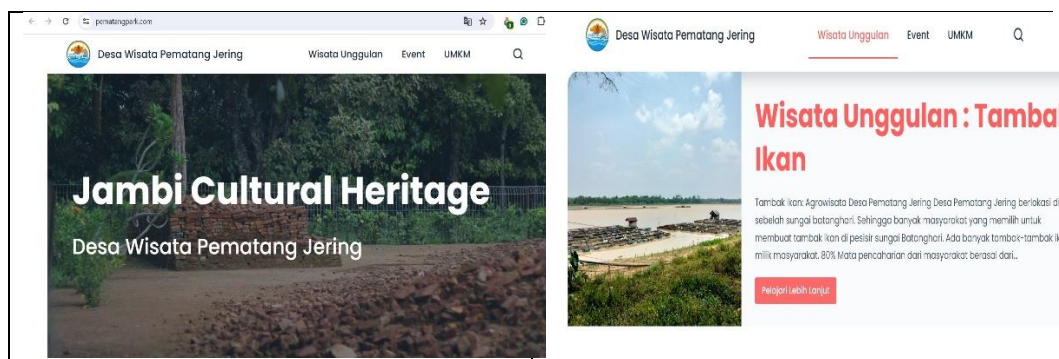 pematangpark.com
Desa Wisata Pematang Jering
Wisata Unggulan Event UMKM
Jambi Cultural Heritage
Desa Wisata Pematang Jering
Desa Wisata Pematang Jering
Wisata Unggulan Event UMKM
Wisata Unggulan : Tamba
Ikan
Tambak ikan: Agrowisata Desa Pematang Jering Desa Pematang Jering berlokasi di
sebelah sungai batanghari. Sehingga banyak masyarakat yang memilih untuk
membuat tambak ikan di pesisir sungai Batanghari. Ada banyak tambak-tambak
milik masyarakat. 80% Mata pencaharian dari masyarakat berasal dari...
Pelajari Lebih Lanjut